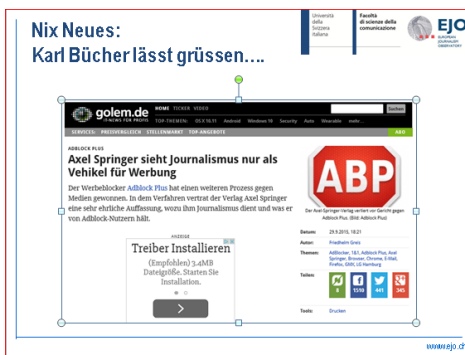 Nix Neues:
Karl Bücher lässt grüssen....
Università
della
Svizzera
italiana
Facoltà
di scienze della
comunicazione
EJO
EUROPEAN
JOURNALISM
OBSERVATORY
golem.de
IT-NEWS FÜR PROFIS
HOME TICKER VIDEO
Suchen
TOP-THEMEN: OS X 10.11 Android Windows 10 Security Auto Wearable mehr...
SERVICES: PREISVERGLEICH STELLENMARKT TOP-ANGEBOTE
ABO
ADBLOCK PLUS
Axel Springer sieht Journalismus nur als
Vehikel für Werbung
Der Werbeblocker Adblock Plus hat einen weiteren Prozess gegen
Medien gewonnen. In dem Verfahren vertrat der Verlag Axel Springer
eine sehr ehrliche Auffassung, wozu ihm Journalismus dient und was er
von Adblock-Nutzern hält.
ABP
Der Axel-Springer-Verlag verliert vor Gericht gegen
Adblock Plus. (Bild: Adblock Plus)
Datum: 29.9.2015, 18:21
Autor: Friedhelm Greis
Themen: AdBlocker, 1&1, Adblock Plus, Axel
Springer, Browser, Chrome, E-Mail,
Firefox, GMX, LG Hamburg
Teilen:
8 1510 441 345
Tools: Drucken
ANZEIGE
Treiber Installieren
(Empfohlen) 3.4MB
Dateigröße. Starten Sie
Installation.
www.ejo.ch